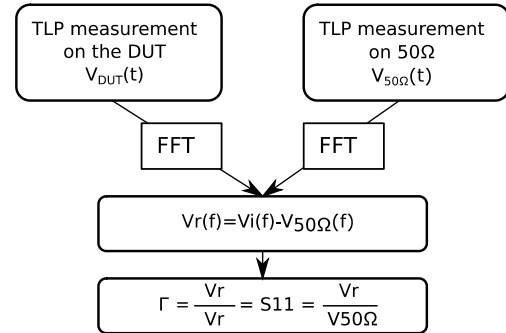 TLP measurement
on the DUT
V_DUT(t)
TLP measurement
on 50Ω
V_50Ω(t)
FFT
FFT
Vr(f)=Vi(f)-V50Ω(f)
Γ = Vr/Vr = S11 = Vr/V50Ω